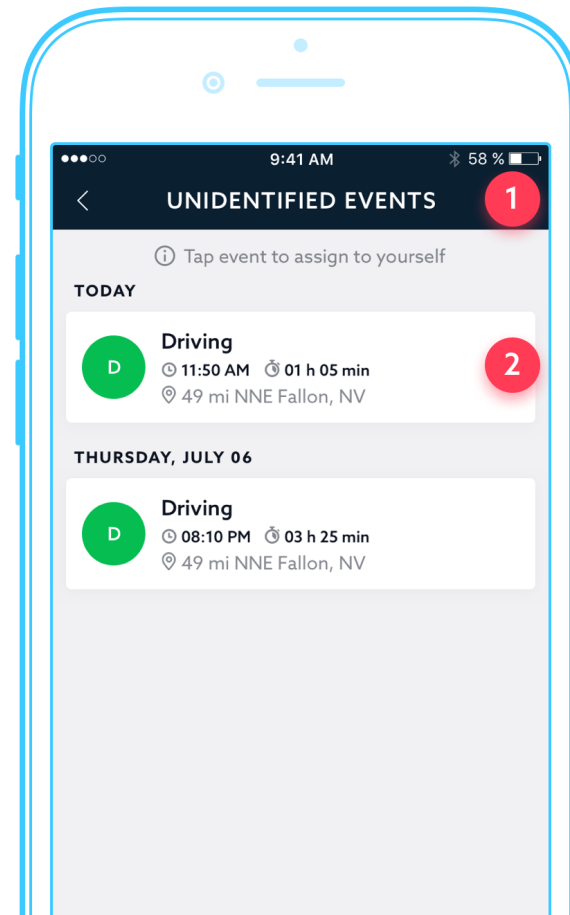 9:41 AM 58 %
UNIDENTIFIED EVENTS 1
Tap event to assign to yourself
TODAY
Driving
D 11:50 AM 01 h 05 min 2
49 mi NNE Fallon, NV
THURSDAY, JULY 06
Driving
D 08:10 PM 03 h 25 min
49 mi NNE Fallon, NV